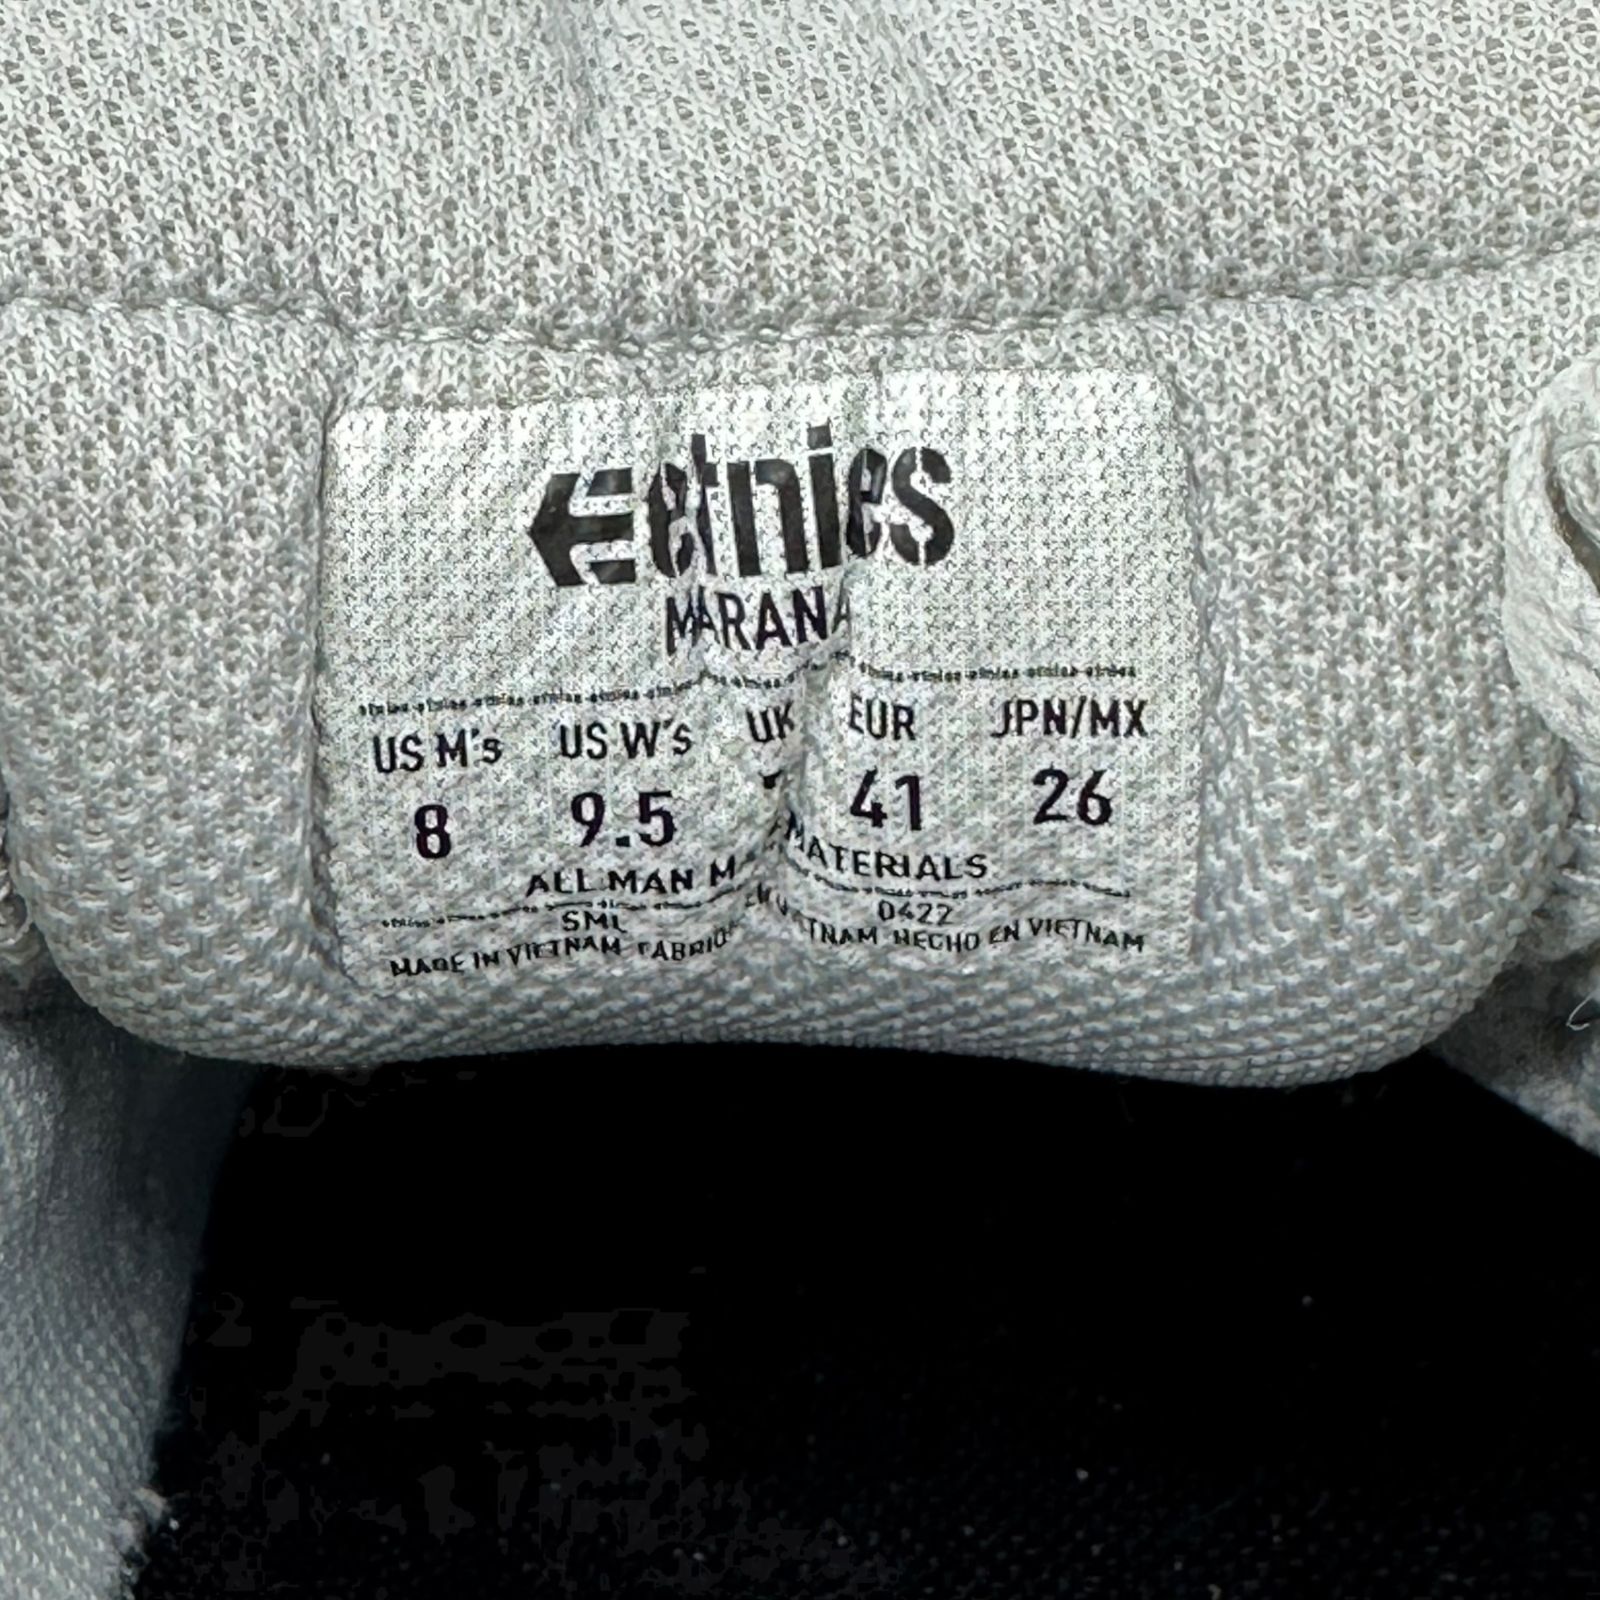 etnies
MARANA
US M's US W's UK EUR JPN/MX
8 9.5 41 26
ALL MAN MATERIALS
SML 0422
MADE IN VIETNAM HECHO EN VIETNAM